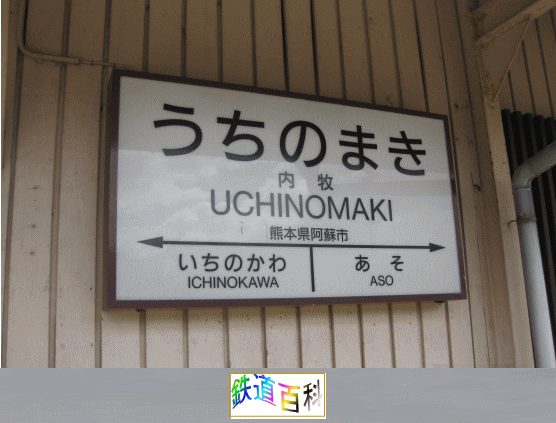 うちのまき
内牧
UCHINOMAKI
熊本県阿蘇市
いちのかわ
ICHINOKAWA
あそ
ASO
鉄道百科